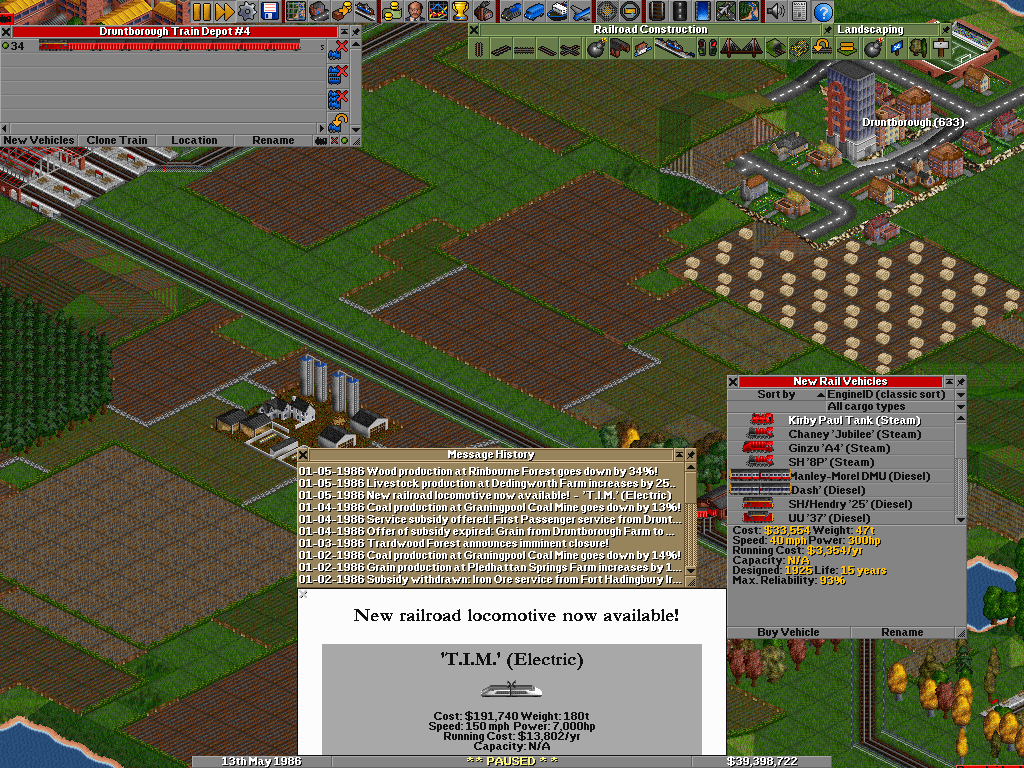 Druntborough Train Depot #4
34
s
New Vehicles Clone Train Location Rename
Railroad Construction
Landscaping
Druntborough (633)
New Rail Vehicles
Sort by EngineID (classic sort)
All cargo types
Kirby Paul Tank (Steam)
Chaney 'Jubilee' (Steam)
Ginzu 'A4' (Steam)
SH '8P' (Steam)
Manley-Morel DMU (Diesel)
'Dash' (Diesel)
SH/Hendry '25' (Diesel)
UU '37' (Diesel)
Cost: $33,554 Weight: 47t
Speed: 40 mph Power: 300hp
Running Cost: $3,354/yr
Capacity: N/A
Designed: 1925 Life: 15 years
Max. Reliability: 93%
Buy Vehicle Rename
Message History
01-05-1986 Wood production at Rinbourne Forest goes down by 34%!
01-05-1986 Livestock production at Dedingworth Farm increases by 25..
01-05-1986 New railroad locomotive now available! - 'T.I.M.' (Electric)
01-04-1986 Coal production at Graningpool Coal Mine goes down by 13%!
01-04-1986 Service subsidy offered: First Passenger service from Drunt...
01-04-1986 Offer of subsidy expired: Grain from Druntborough Farm to ...
01-03-1986 Trardwood Forest announces imminent closure!
01-02-1986 Coal production at Graningpool Coal Mine goes down by 14%!
01-02-1986 Grain production at Pledhattan Springs Farm increases by 1...
01-02-1986 Subsidy withdrawn: Iron Ore service from Fort Hadingbury Ir...
New railroad locomotive now available!
'T.I.M.' (Electric)
Cost: $191,740 Weight: 180t
Speed: 150 mph Power: 7,000hp
Running Cost: $13,802/yr
Capacity: N/A
13th May 1986
* * PAUSED * *
$39,398,722